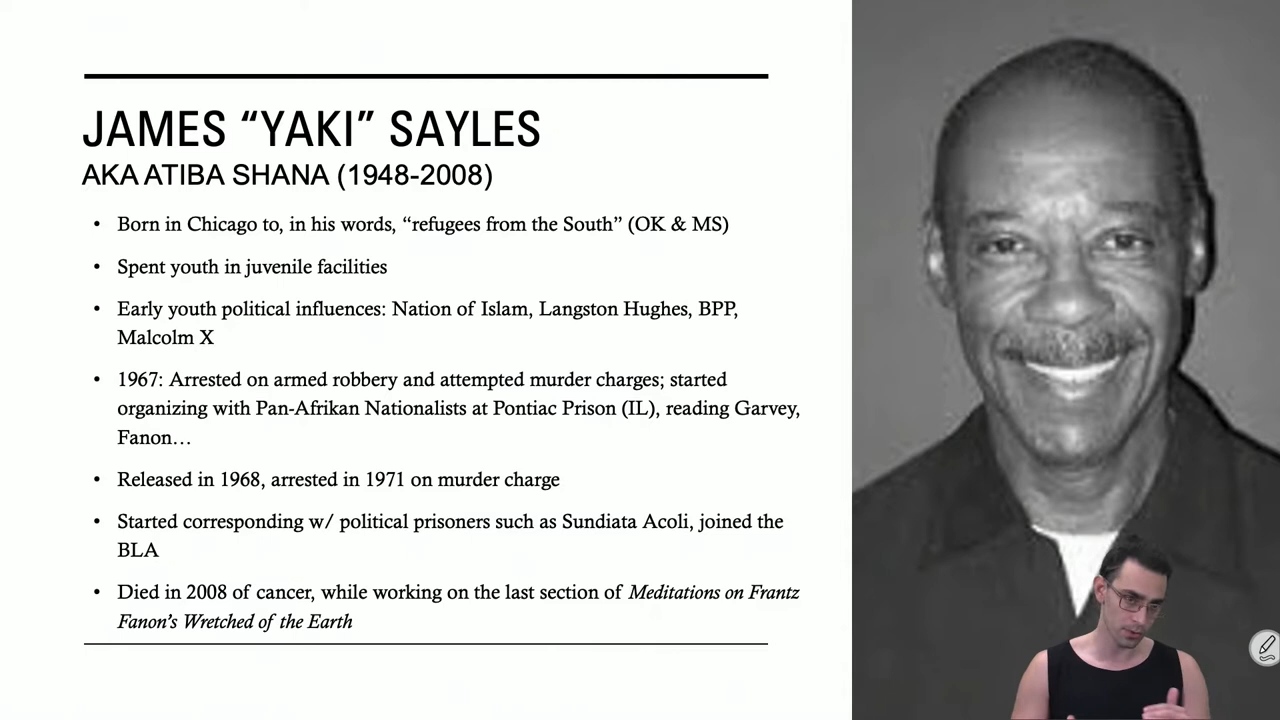 JAMES “YAKI” SAYLES
AKA ATIBA SHANA (1948-2008)
• Born in Chicago to, in his words, “refugees from the South” (OK & MS)
• Spent youth in juvenile facilities
• Early youth political influences: Nation of Islam, Langston Hughes, BPP,
Malcolm X
• 1967: Arrested on armed robbery and attempted murder charges; started
organizing with Pan-Afrikan Nationalists at Pontiac Prison (IL), reading Garvey,
Fanon…
• Released in 1968, arrested in 1971 on murder charge
• Started corresponding w/ political prisoners such as Sundiata Acoli, joined the
BLA
• Died in 2008 of cancer, while working on the last section of Meditations on Frantz
Fanon’s Wretched of the Earth